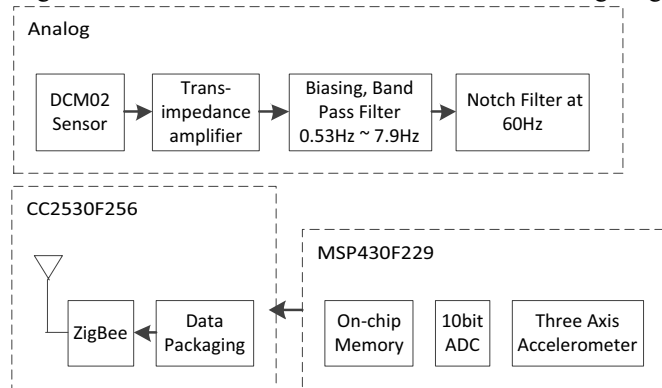 Analog
DCM02
Sensor
Trans-
impedance
amplifier
Biasing, Band
Pass Filter
0.53Hz ~ 7.9Hz
Notch Filter at
60Hz
CC2530F256
ZigBee
Data
Packaging
MSP430F229
On-chip
Memory
10bit
ADC
Three Axis
Accelerometer